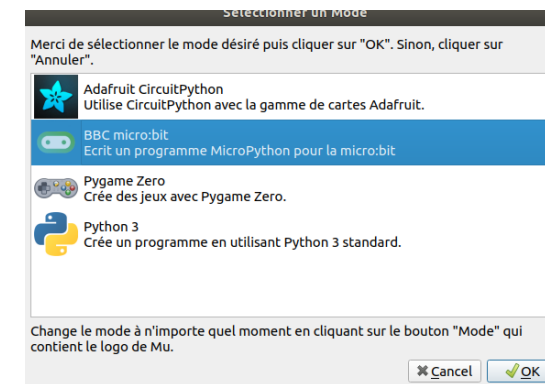 Sélectionner un Mode
Merci de sélectionner le mode désiré puis cliquer sur "OK". Sinon, cliquer sur
"Annuler".
Adafruit CircuitPython
Utilise CircuitPython avec la gamme de cartes Adafruit.
BBC micro:bit
Ecrit un programme MicroPython pour la micro:bit
Pygame Zero
Crée des jeux avec Pygame Zero.
Python 3
Crée un programme en utilisant Python 3 standard.
Change le mode à n'importe quel moment en cliquant sur le bouton "Mode" qui
contient le logo de Mu.
Cancel OK